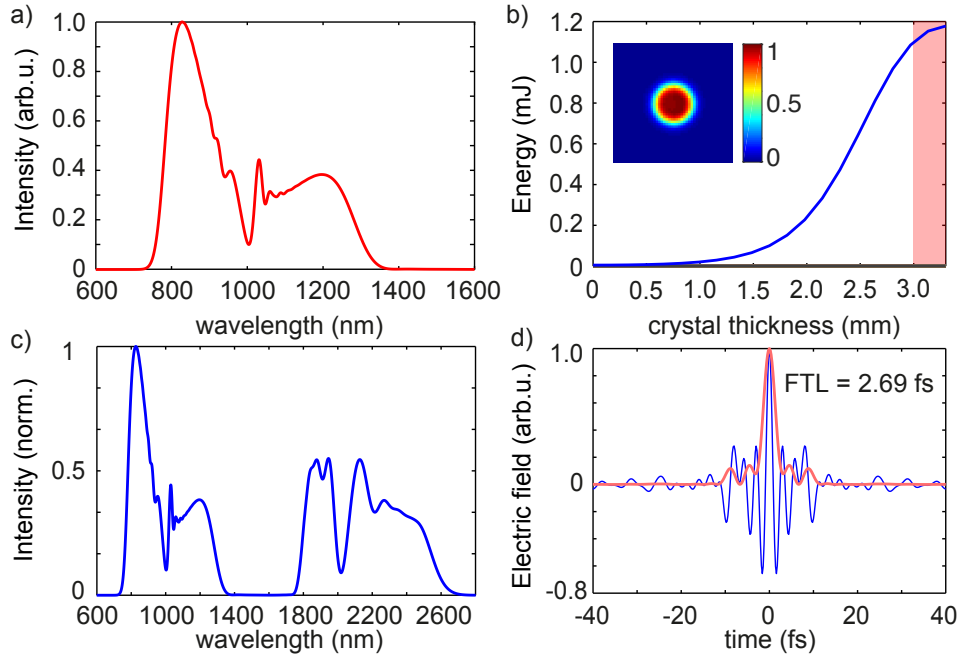 a)
Intensity (arb.u.)
1.0
0.8
0.6
0.4
0.2
0
600 800 1000 1200 1400 1600
wavelength (nm)
b)
Energy (mJ)
1.2
1.0
0.8
0.6
0.4
0.2
0
1
0.5
0
0 0.5 1.0 1.5 2.0 2.5 3.0
crystal thickness (mm)
c)
Intensity (norm.)
1
0.5
0
600 1000 1400 1800 2200 2600
wavelength (nm)
d)
Electric field (arb.u.)
1.0
0
-0.8
FTL = 2.69 fs
-40 -20 0 20 40
time (fs)